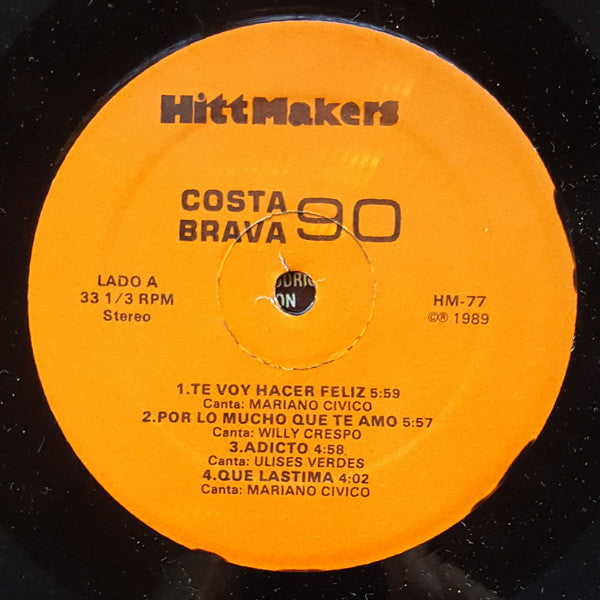 HittMakers
COSTA
BRAVA 90
LADO A
33 1/3 RPM
Stereo
HM-77
©℗ 1989
ON
1.TE VOY HACER FELIZ 5:59
Canta: MARIANO CIVICO
2.POR LO MUCHO QUE TE AMO 5:57
Canta: WILLY CRESPO
3.ADICTO 4:58
Canta: ULISES VERDES
4.QUE LASTIMA 4:02
Canta: MARIANO CIVICO